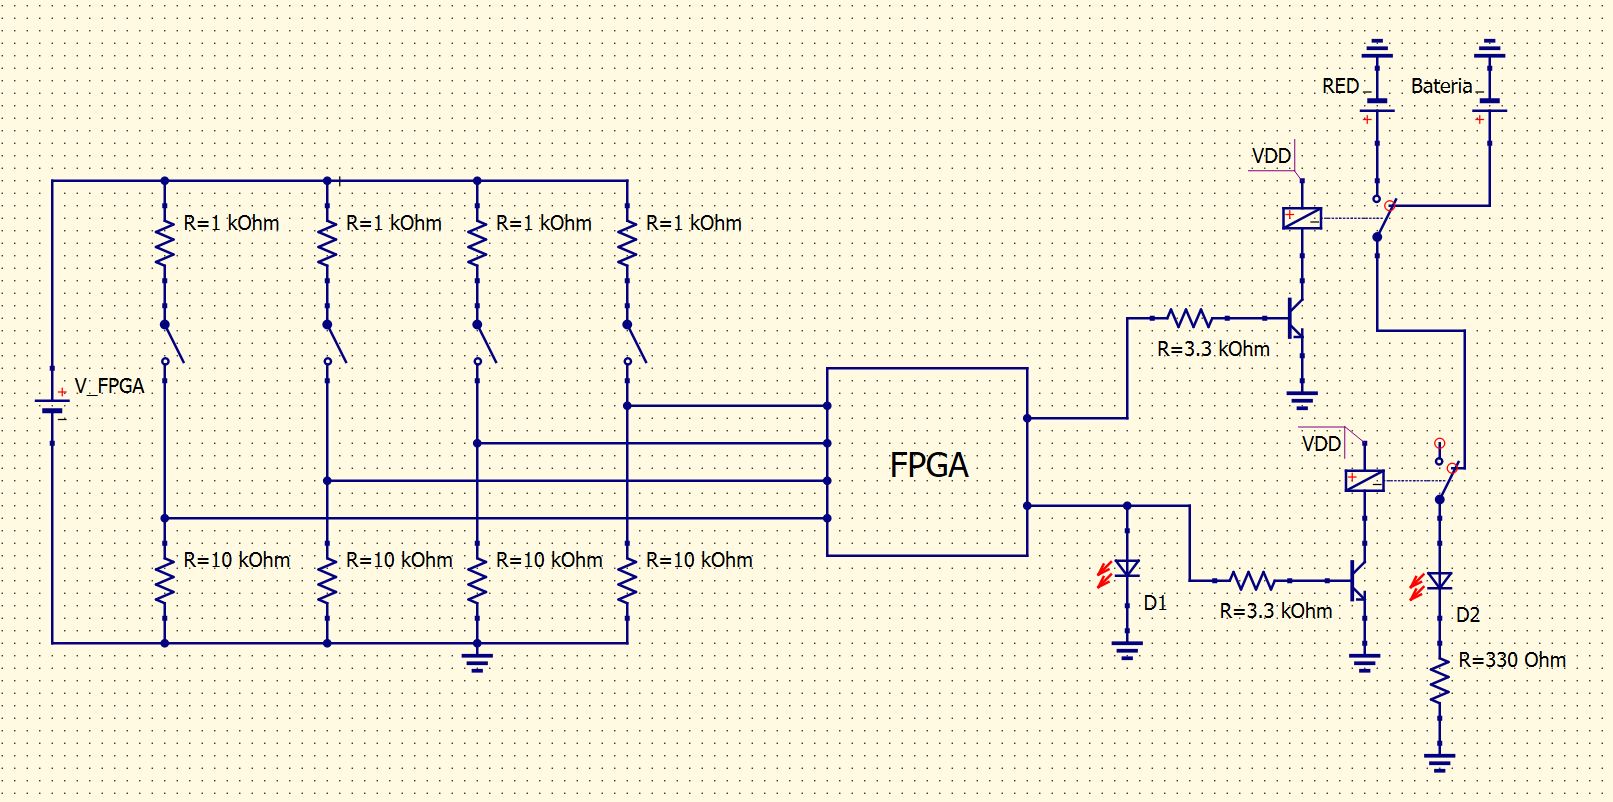 RED
Bateria
VDD
R=1 kOhm
R=1 kOhm
R=1 kOhm
R=1 kOhm
R=3.3 kOhm
V_FPGA
VDD
FPGA
R=10 kOhm
R=10 kOhm
R=10 kOhm
R=10 kOhm
D1
R=3.3 kOhm
D2
R=330 Ohm